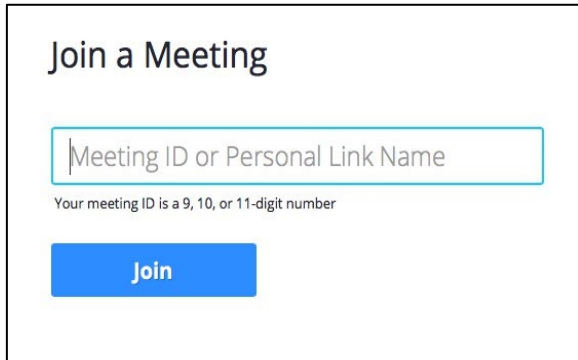 Join a Meeting
Meeting ID or Personal Link Name
Your meeting ID is a 9, 10, or 11-digit number
Join